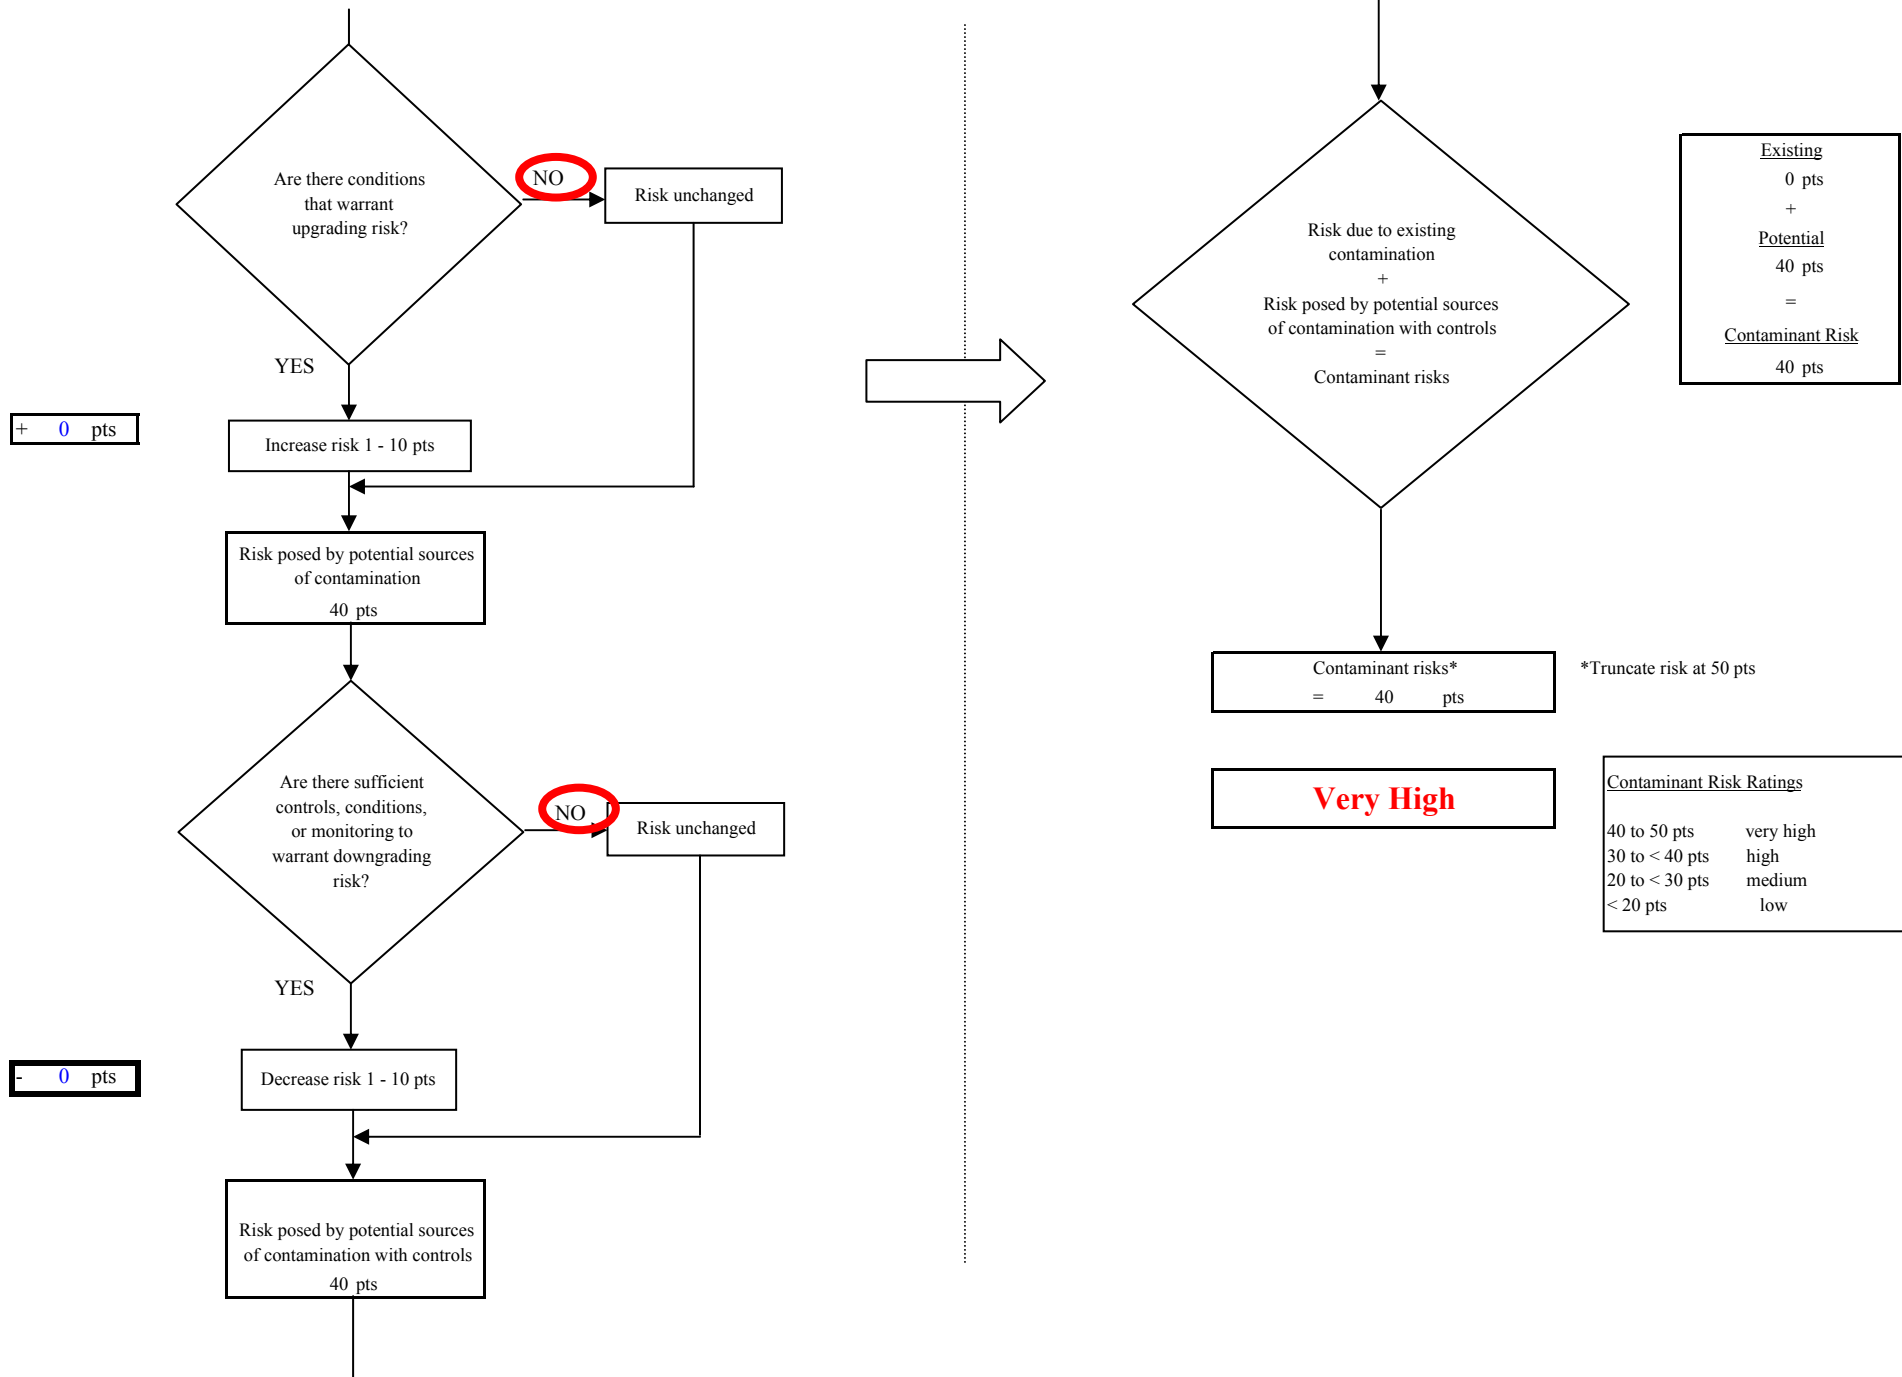 Are there conditions
that warrant
upgrading risk?
NO
Risk unchanged
YES
+ 0 pts
Increase risk 1 - 10 pts
Risk posed by potential sources
of contamination
40 pts
Are there sufficient
controls, conditions,
or monitoring to
warrant downgrading
risk?
NO
Risk unchanged
YES
- 0 pts
Decrease risk 1 - 10 pts
Risk posed by potential sources
of contamination with controls
40 pts
Risk due to existing
contamination
+
Risk posed by potential sources
of contamination with controls
=
Contaminant risks
Existing
0 pts
+
Potential
40 pts
=
Contaminant Risk
40 pts
Contaminant risks*
= 40 pts
*Truncate risk at 50 pts
Very High
Contaminant Risk Ratings
40 to 50 pts very high
30 to < 40 pts high
20 to < 30 pts medium
< 20 pts low